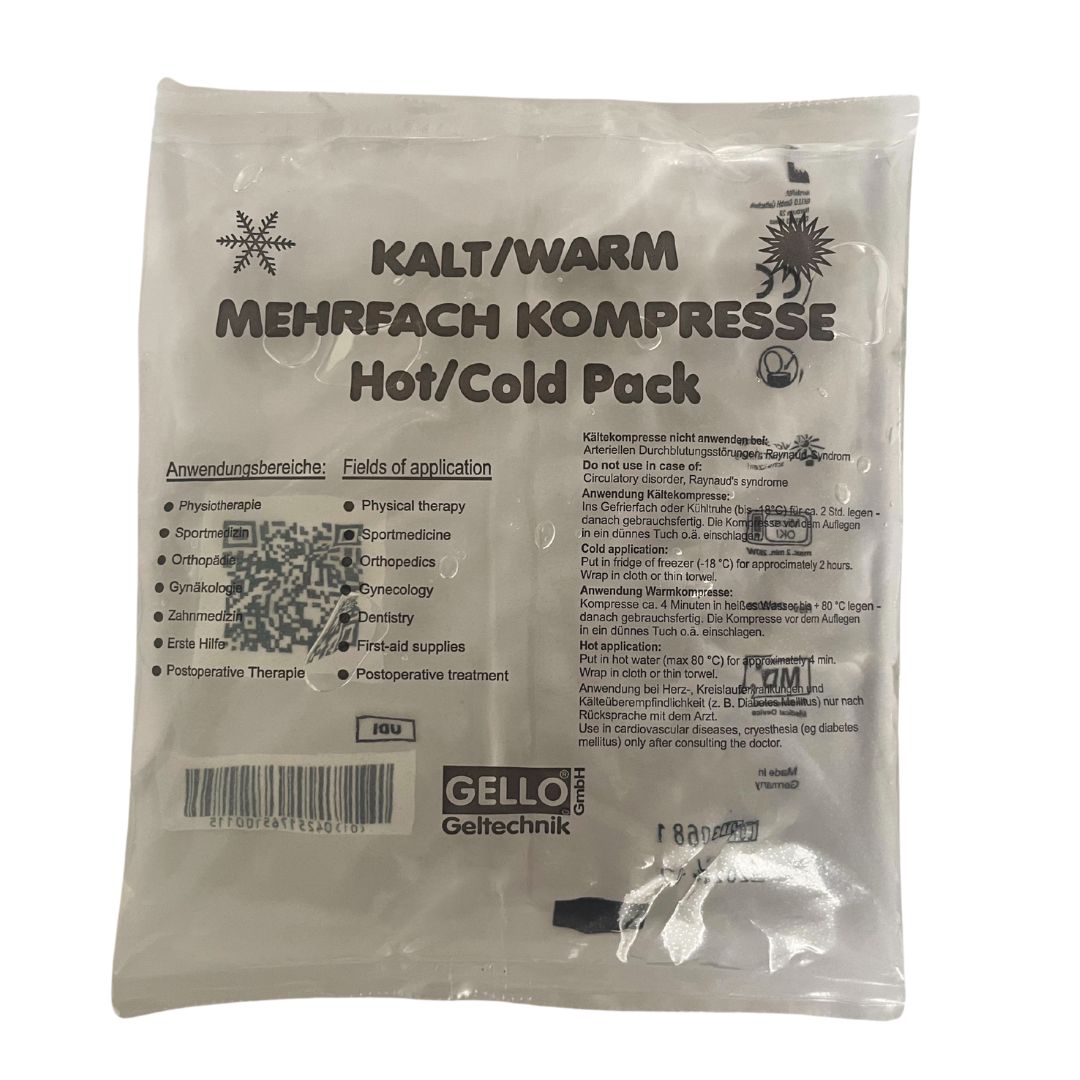 KALT/WARM
MEHRFACH KOMPRESSE
Hot/Cold Pack
Anwendungsbereiche:
Physiotherapie
Sportmedizin
Orthopädie
Gynäkologie
Zahnmedizin
Erste Hilfe
Postoperative Therapie
Fields of application
Physical therapy
Sportmedicine
Orthopedics
Gynecology
Dentistry
First-aid supplies
Postoperative treatment
Kältekompresse nicht anwenden bei:
Arteriellen Durchblutungsstörungen, Raynaud-Syndrom
Do not use in case of:
Circulatory disorder, Raynaud's syndrome
Anwendung Kältekompresse:
Ins Gefrierfach oder Kühltruhe (bis -18°C) für ca. 2 Std. legen -
danach gebrauchsfertig. Die Kompresse vor dem Auflegen
in ein dünnes Tuch o.ä. einschlagen.
Cold application:
Put in fridge of freezer (-18 °C) for approcimately 2 hours.
Wrap in cloth or thin torwel.
Anwendung Warmkompresse:
Kompresse ca. 4 Minuten in heißes Wasser bis + 80 °C legen -
danach gebrauchsfertig. Die Kompresse vor dem Auflegen
in ein dünnes Tuch o.ä. einschlagen.
Hot application:
Put in hot water (max 80 °C) for approximately 4 min.
Wrap in cloth or thin torwel.
Anwendung bei Herz-, Kreislauferkrankungen und
Kälteüberempfindlichkeit (z. B. Diabetes Mellitus) nur nach
Rücksprache mit dem Arzt.
Use in cardiovascular diseases, cryesthesia (eg diabetes
mellitus) only after consulting the doctor.
UDI
(01)04251765100115
GELLO® GmbH
Geltechnik
CE
MD
Medical Device
Made in
Germany